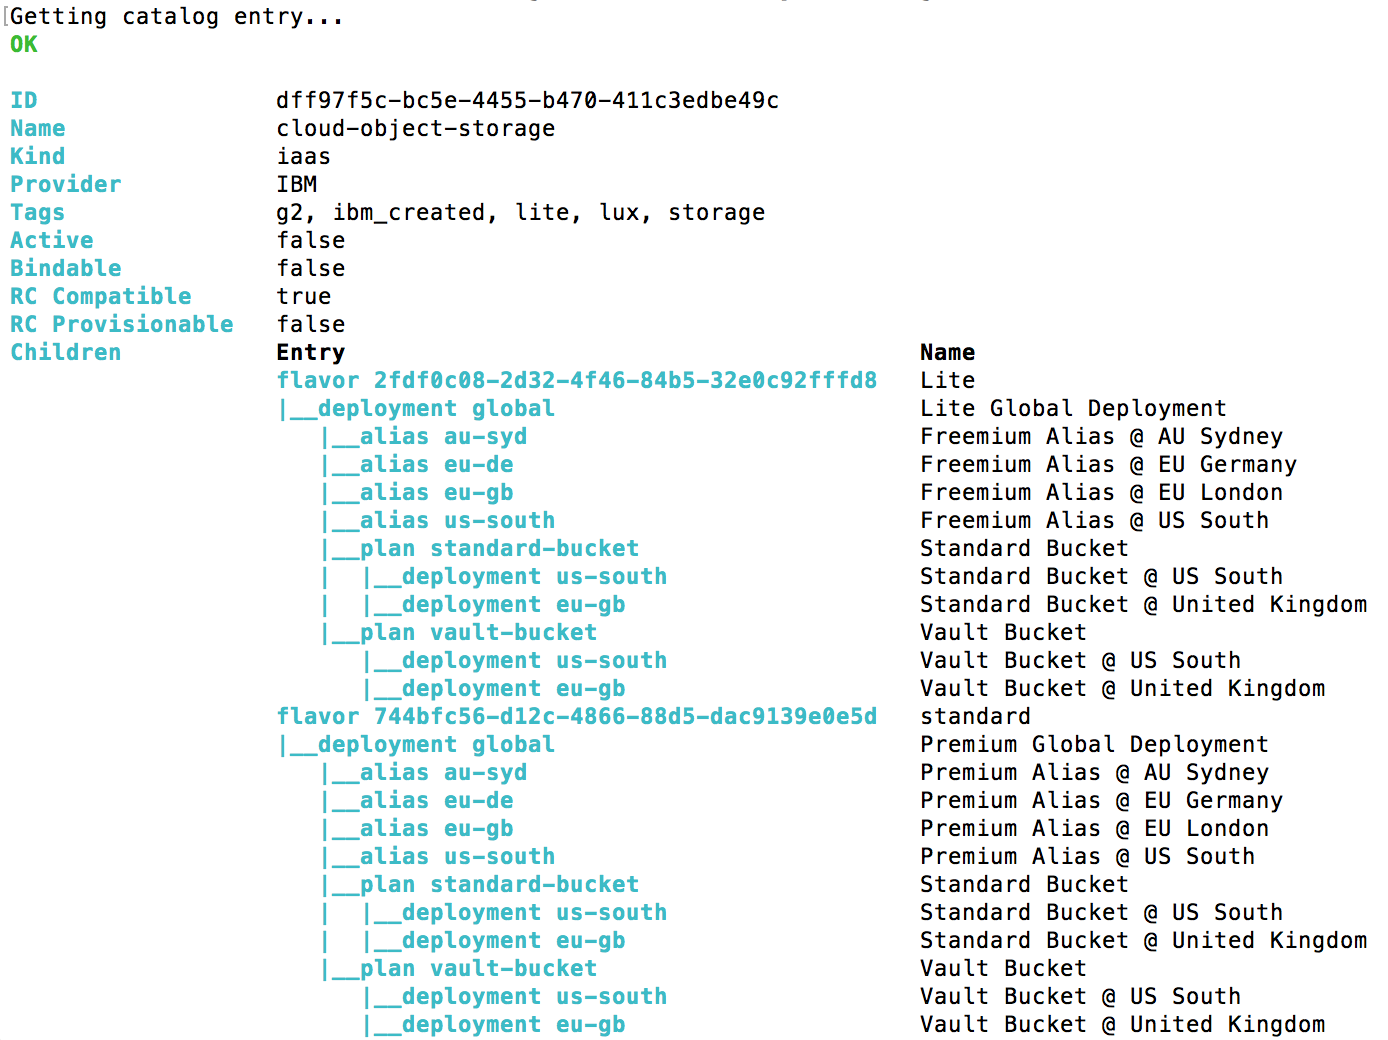 Getting catalog entry...
OK
ID dff97f5c-bc5e-4455-b470-411c3edbe49c
Name cloud-object-storage
Kind iaas
Provider IBM
Tags g2, ibm_created, lite, lux, storage
Active false
Bindable false
RC Compatible true
RC Provisionable false
Children Entry Name
flavor 2fdf0c08-2d32-4f46-84b5-32e0c92fffd8 Lite
|__deployment global Lite Global Deployment
|__alias au-syd Freemium Alias @ AU Sydney
|__alias eu-de Freemium Alias @ EU Germany
|__alias eu-gb Freemium Alias @ EU London
|__alias us-south Freemium Alias @ US South
|__plan standard-bucket Standard Bucket
| |__deployment us-south Standard Bucket @ US South
| |__deployment eu-gb Standard Bucket @ United Kingdom
|__plan vault-bucket Vault Bucket
|__deployment us-south Vault Bucket @ US South
|__deployment eu-gb Vault Bucket @ United Kingdom
flavor 744bfc56-d12c-4866-88d5-dac9139e0e5d standard
|__deployment global Premium Global Deployment
|__alias au-syd Premium Alias @ AU Sydney
|__alias eu-de Premium Alias @ EU Germany
|__alias eu-gb Premium Alias @ EU London
|__alias us-south Premium Alias @ US South
|__plan standard-bucket Standard Bucket
| |__deployment us-south Standard Bucket @ US South
| |__deployment eu-gb Standard Bucket @ United Kingdom
|__plan vault-bucket Vault Bucket
|__deployment us-south Vault Bucket @ US South
|__deployment eu-gb Vault Bucket @ United Kingdom